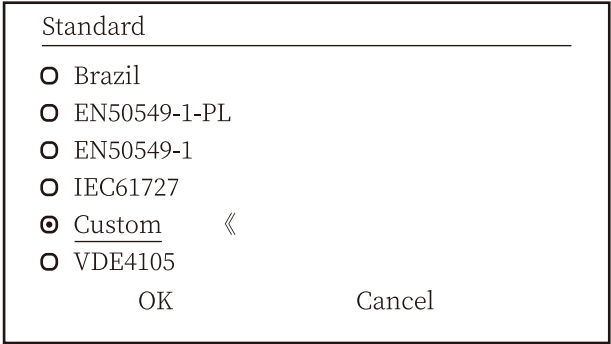 Standard
Brazil
EN50549-1-PL
EN50549-1
IEC61727
Custom 《
VDE4105
OK Cancel